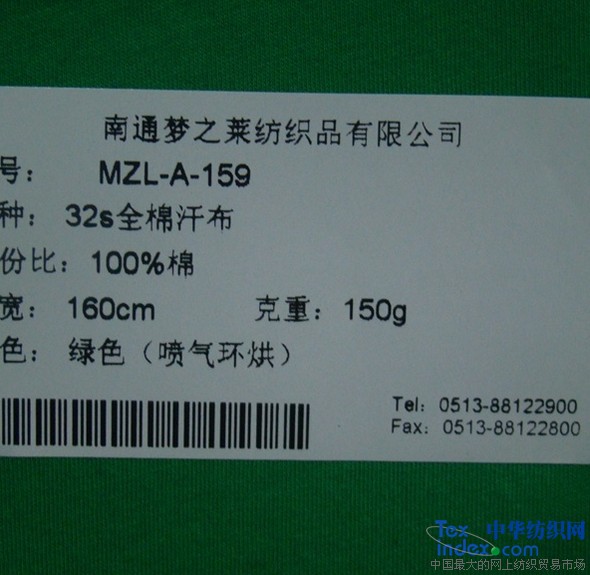 南通梦之莱纺织品有限公司
号： MZL-A-159
种： 32s全棉汗布
份比： 100%棉
宽： 160cm 克重： 150g
色： 绿色（喷气环烘）
Tel: 0513-88122900
Fax: 0513-88122800
Tex 中华纺织网
index.com
中国最大的网上纺织贸易市场